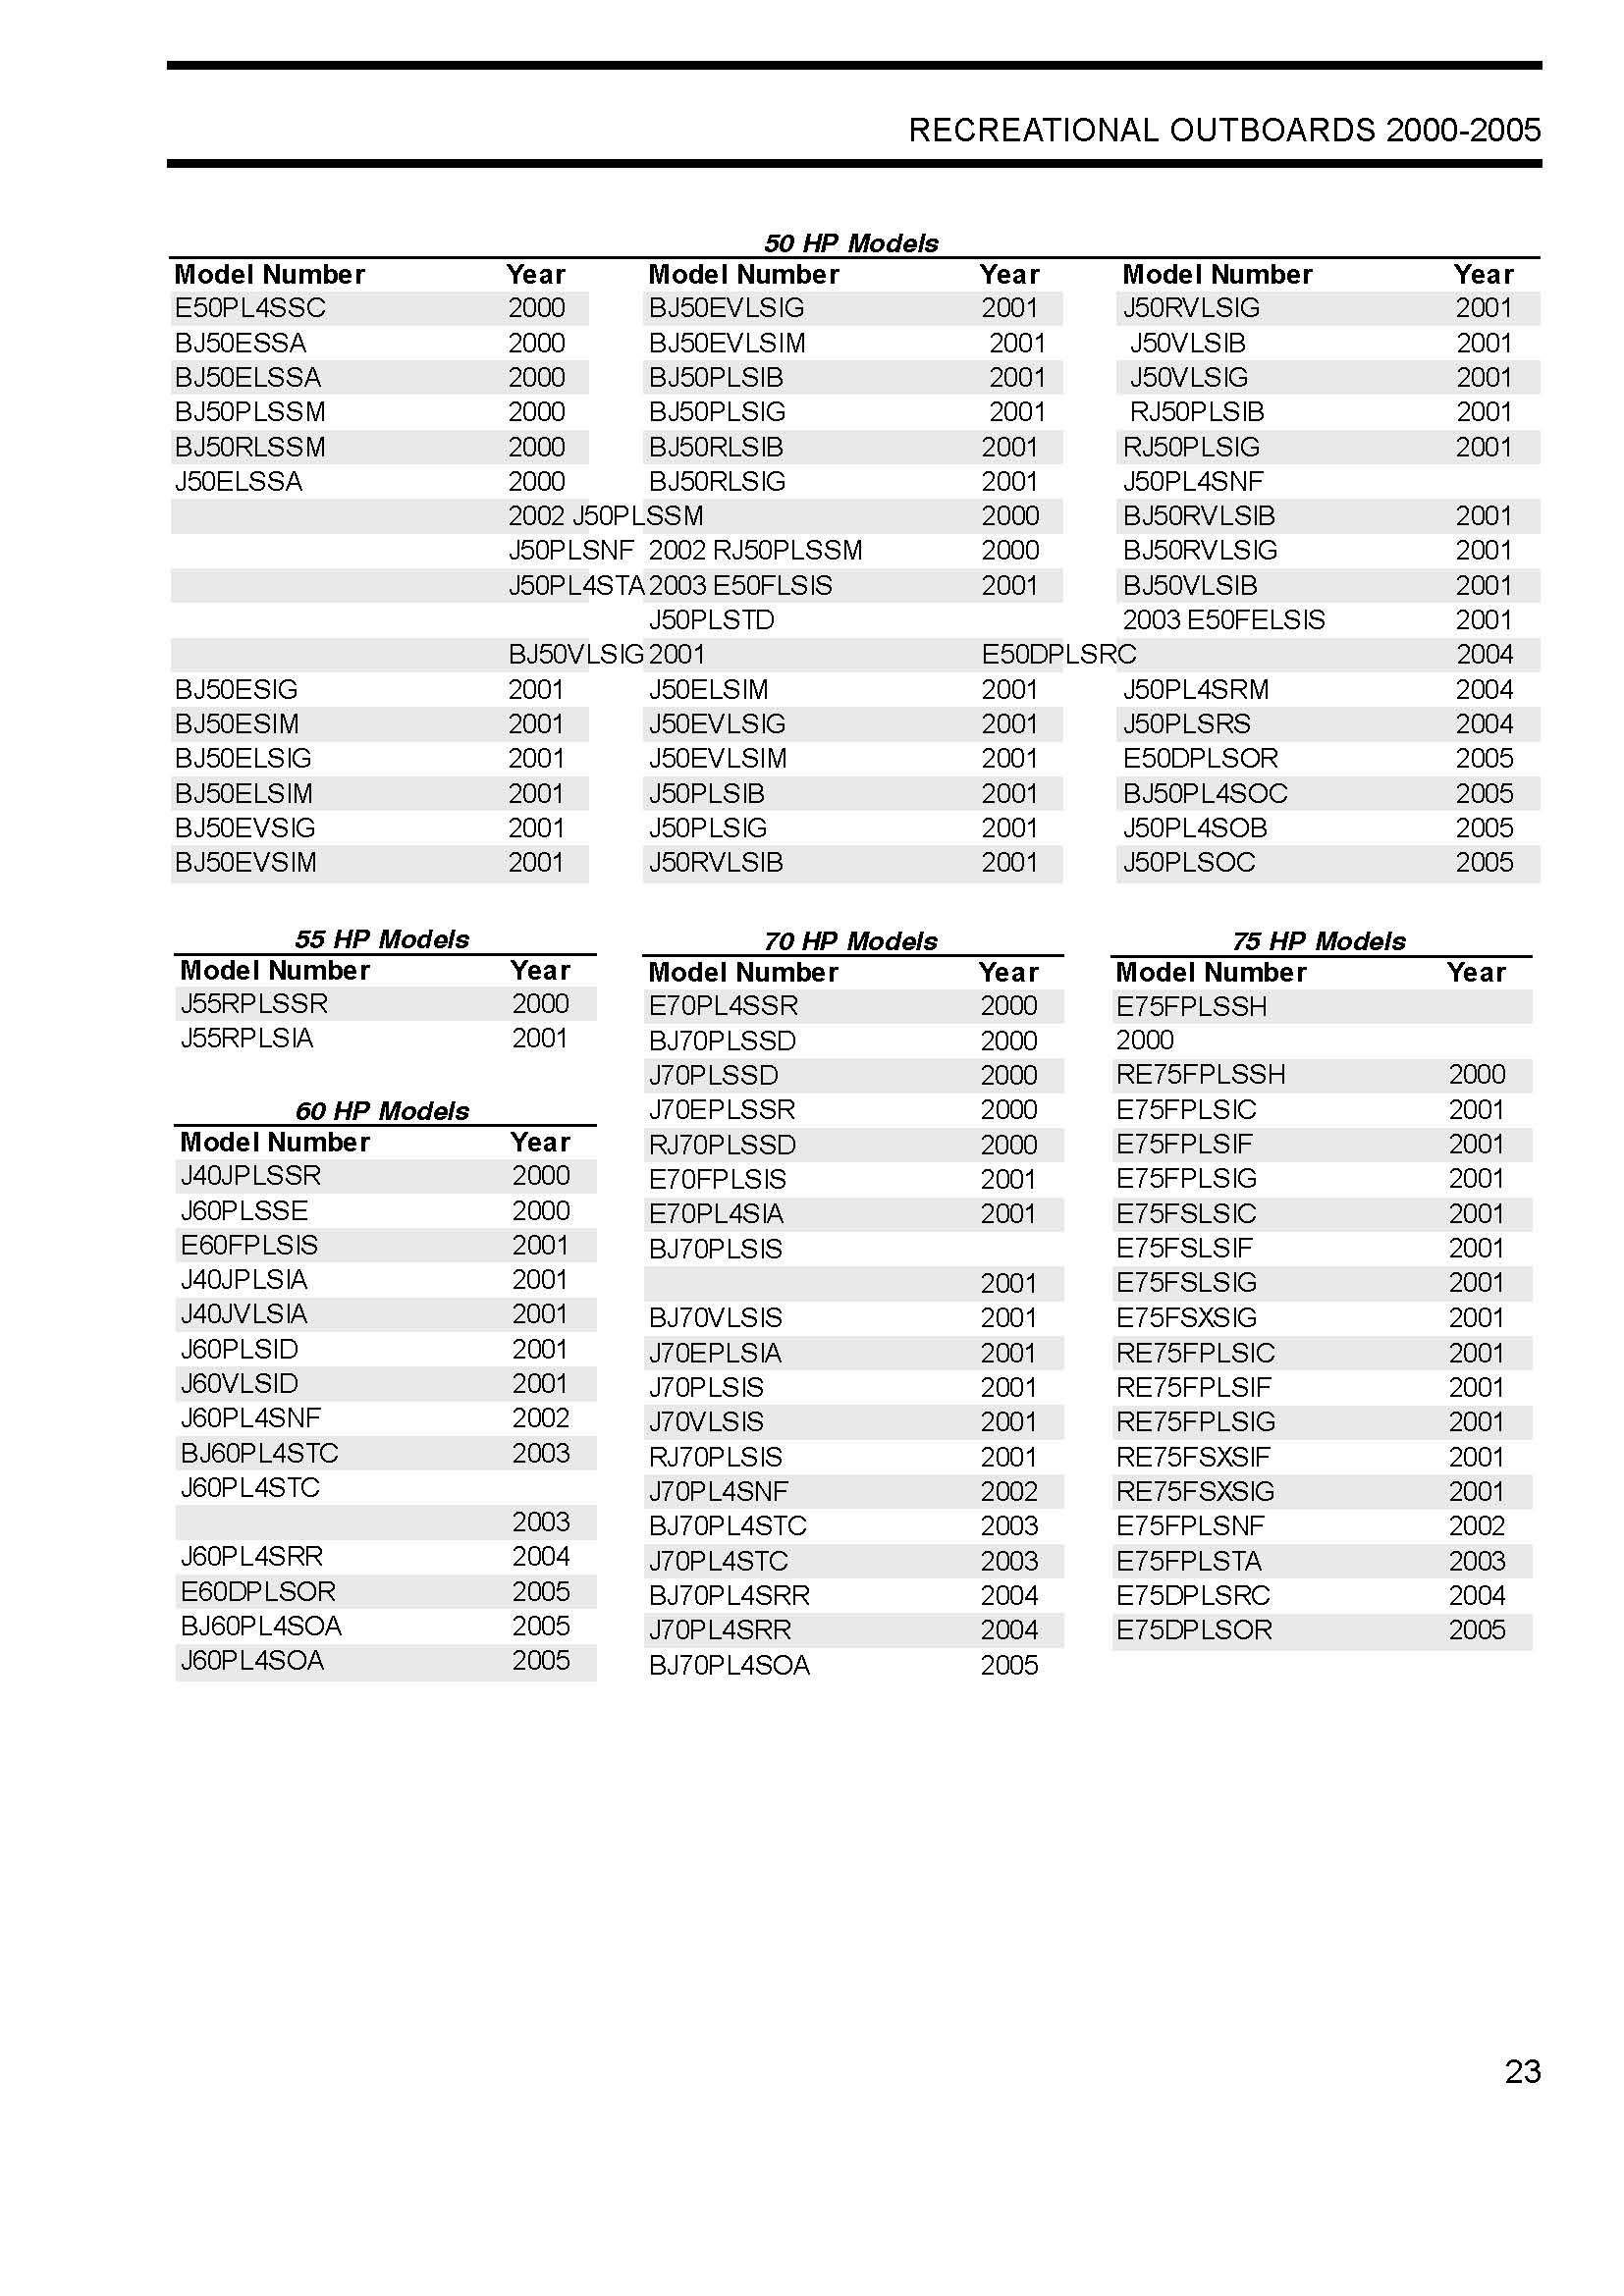 RECREATIONAL OUTBOARDS 2000-2005
50 HP Models
Model Number Year Model Number Year Model Number Year
E50PL4SSC 2000 BJ50EVLSIG 2001 J50RVLSIG 2001
BJ50ESSA 2000 BJ50EVLSIM 2001 J50VLSIB 2001
BJ50ELSSA 2000 BJ50PLSIB 2001 J50VLSIG 2001
BJ50PLSSM 2000 BJ50PLSIG 2001 RJ50PLSIB 2001
BJ50RLSSM 2000 BJ50RLSIB 2001 RJ50PLSIG 2001
J50ELSSA 2000 BJ50RLSIG 2001 J50PL4SNF
2002 J50PLSSM 2000 BJ50RVLSIB 2001
J50PLSNF 2002 RJ50PLSSM 2000 BJ50RVLSIG 2001
J50PL4STA 2003 E50FLSIS 2001 BJ50VLSIB 2001
J50PLSTD 2003 E50FELSIS 2001
BJ50VLSIG 2001 E50DPLSRC 2004
BJ50ESIG 2001 J50ELSIM 2001 J50PL4SRM 2004
BJ50ESIM 2001 J50EVLSIG 2001 J50PLSRS 2004
BJ50ELSIG 2001 J50EVLSIM 2001 E50DPLSOR 2005
BJ50ELSIM 2001 J50PLSIB 2001 BJ50PL4SOC 2005
BJ50EVSIG 2001 J50PLSIG 2001 J50PL4SOB 2005
BJ50EVSIM 2001 J50RVLSIB 2001 J50PLSOC 2005
55 HP Models
Model Number Year
J55RPLSSR 2000
J55RPLSIA 2001
60 HP Models
Model Number Year
J40JPLSSR 2000
J60PLSSE 2000
E60FPLSIS 2001
J40JPLSIA 2001
J40JVLSIA 2001
J60PLSID 2001
J60VLSID 2001
J60PL4SNF 2002
BJ60PL4STC 2003
J60PL4STC
2003
J60PL4SRR 2004
E60DPLSOR 2005
BJ60PL4SOA 2005
J60PL4SOA 2005
70 HP Models
Model Number Year
E70PL4SSR 2000
BJ70PLSSD 2000
J70PLSSD 2000
J70EPLSSR 2000
RJ70PLSSD 2000
E70FPLSIS 2001
E70PL4SIA 2001
BJ70PLSIS
2001
BJ70VLSIS 2001
J70EPLSIA 2001
J70PLSIS 2001
J70VLSIS 2001
RJ70PLSIS 2001
J70PL4SNF 2002
BJ70PL4STC 2003
J70PL4STC 2003
BJ70PL4SRR 2004
J70PL4SRR 2004
BJ70PL4SOA 2005
75 HP Models
Model Number Year
E75FPLSSH
2000
RE75FPLSSH 2000
E75FPLSIC 2001
E75FPLSIF 2001
E75FPLSIG 2001
E75FSLSIC 2001
E75FSLSIF 2001
E75FSLSIG 2001
E75FSXSIG 2001
RE75FPLSIC 2001
RE75FPLSIF 2001
RE75FPLSIG 2001
RE75FSXSIF 2001
RE75FSXSIG 2001
E75FPLSNF 2002
E75FPLSTA 2003
E75DPLSRC 2004
E75DPLSOR 2005
23